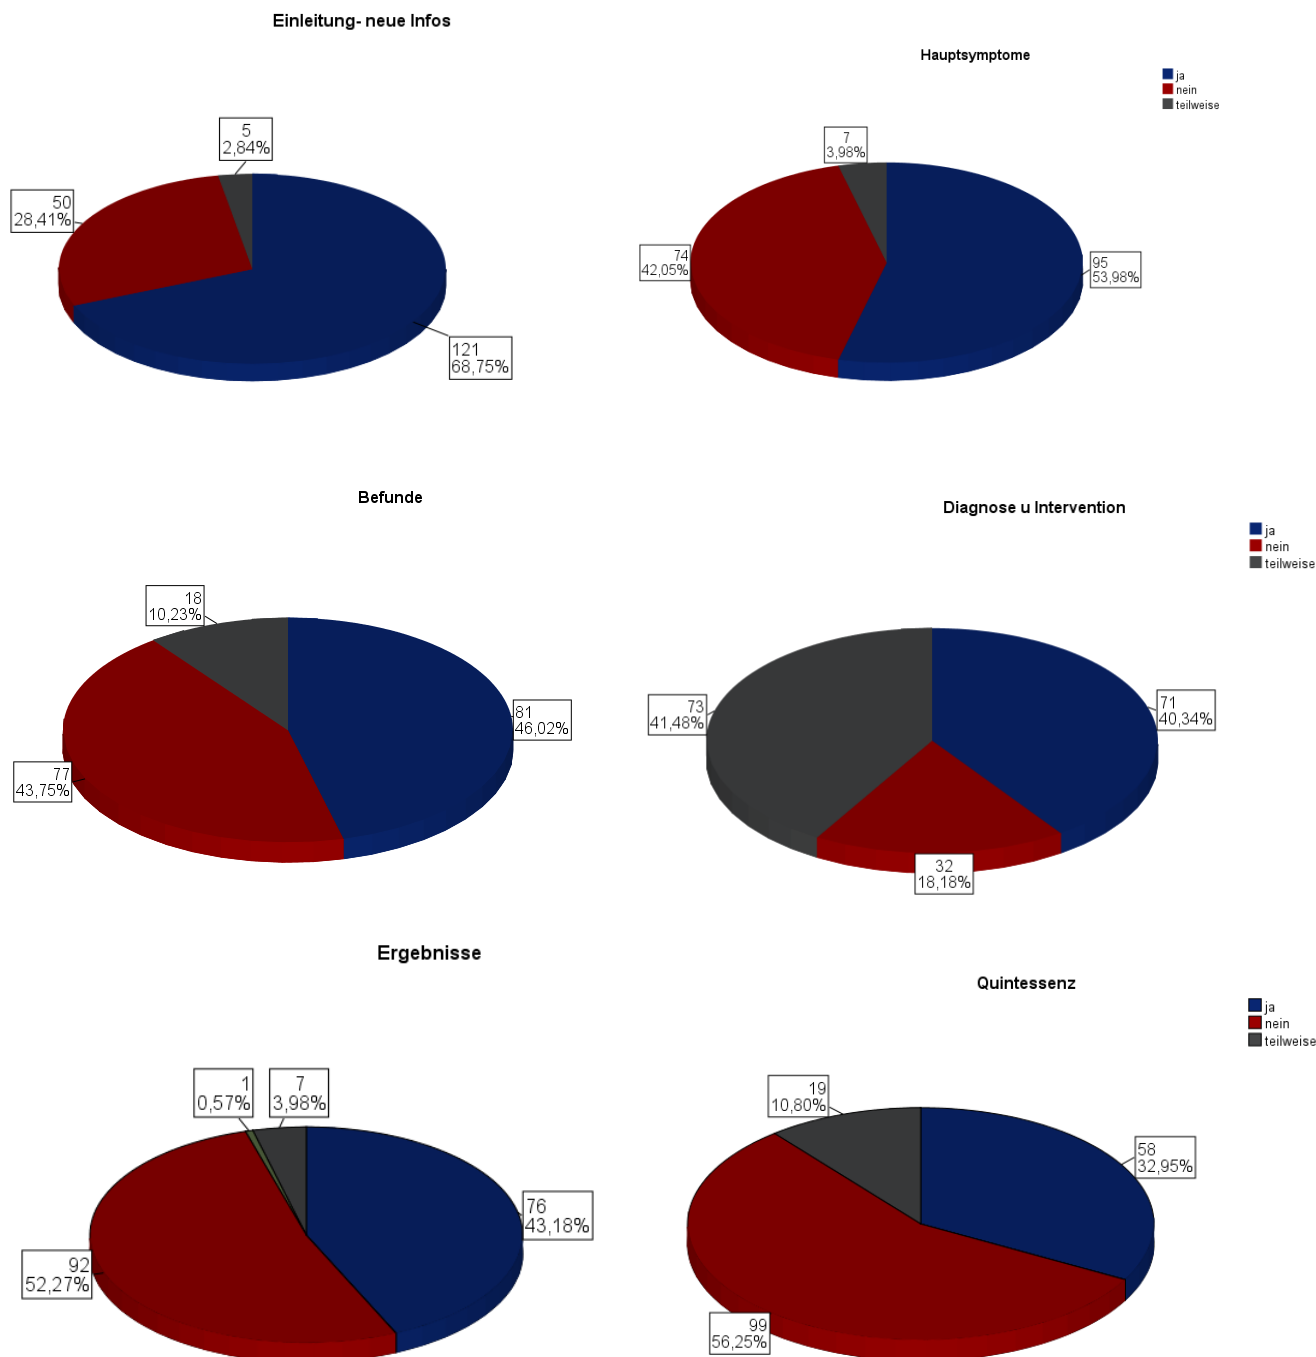 Einleitung- neue Infos
5
2,84%
50
28,41%
121
68,75%
Hauptsymptome
ja
nein
teilweise
7
3,98%
74
42,05%
95
53,98%
Befunde
18
10,23%
81
46,02%
77
43,75%
Diagnose u Intervention
ja
nein
teilweise
73
41,48%
71
40,34%
32
18,18%
Ergebnisse
1
0,57%
7
3,98%
76
43,18%
92
52,27%
Quintessenz
ja
nein
teilweise
19
10,80%
58
32,95%
99
56,25%